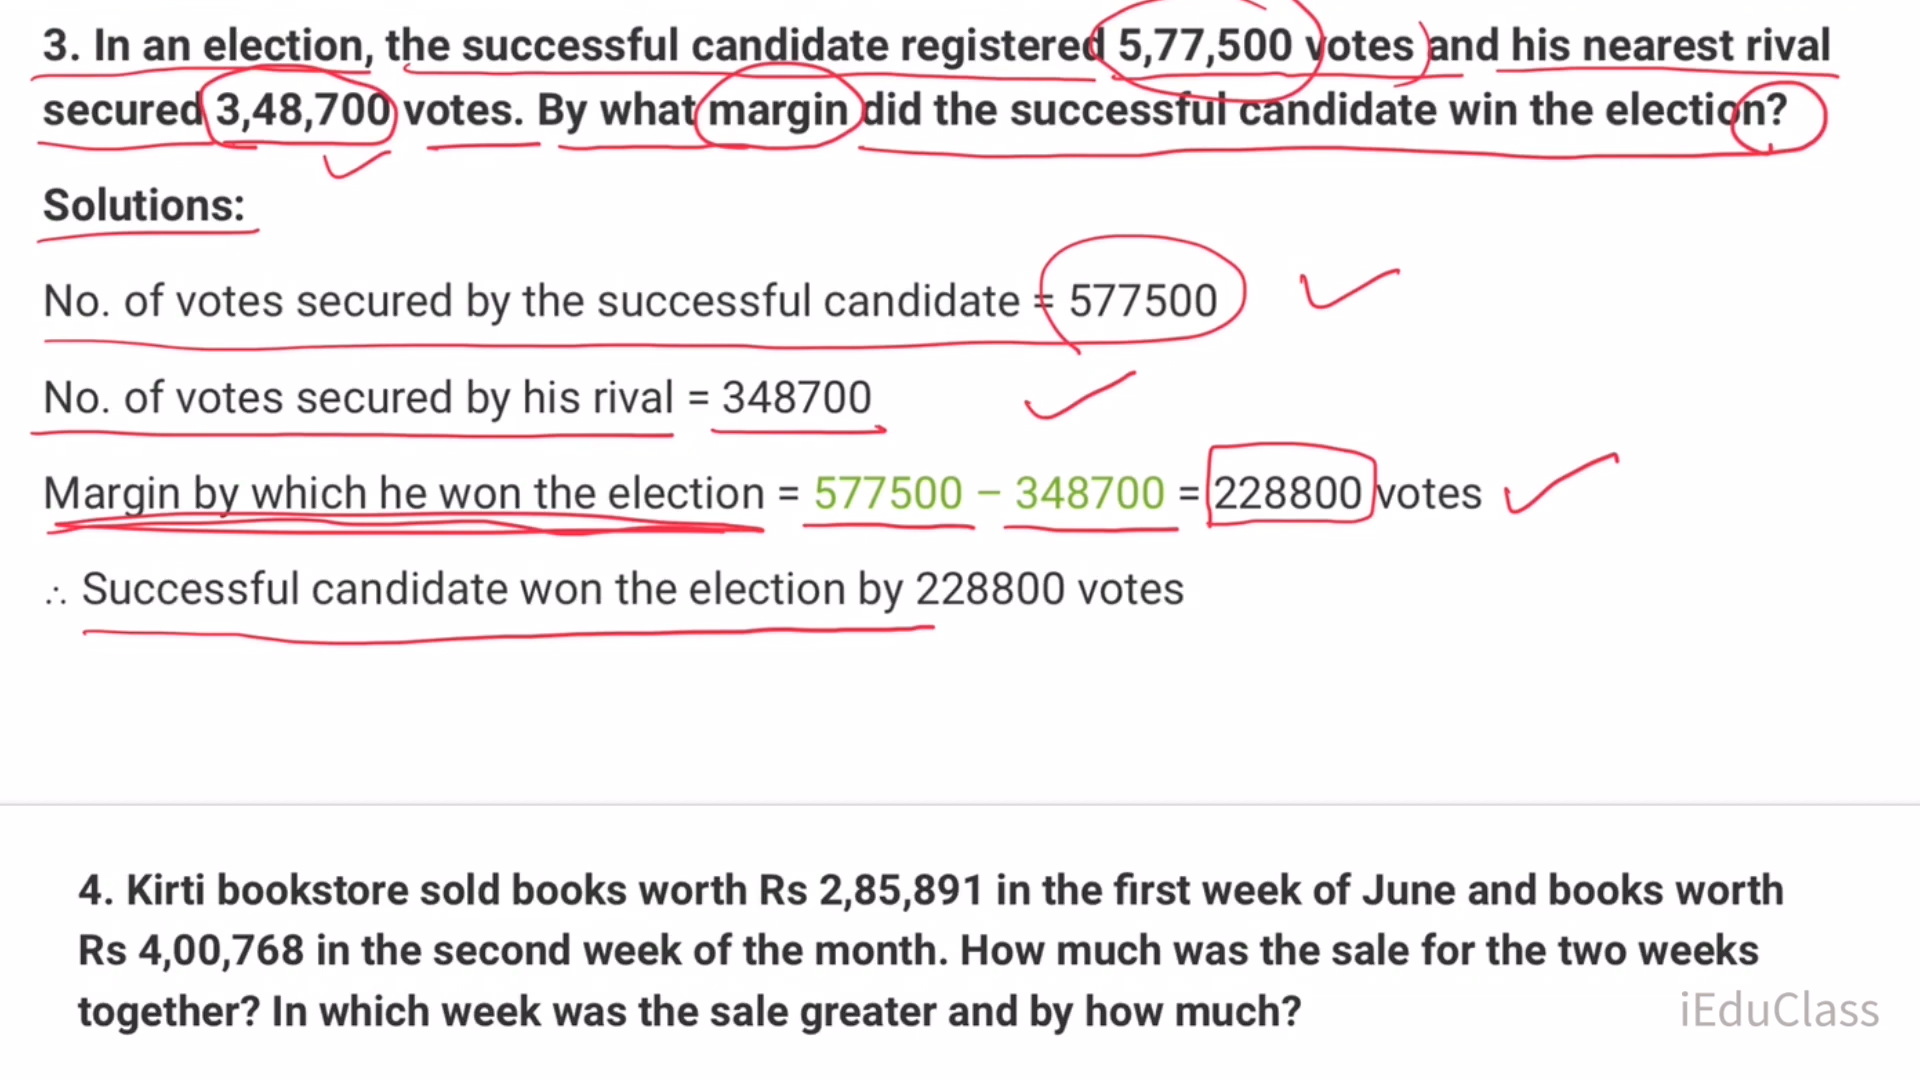 3. In an election, the successful candidate registered 5,77,500 votes and his nearest rival
secured 3,48,700 votes. By what margin did the successful candidate win the election?
Solutions:
No. of votes secured by the successful candidate = 577500
No. of votes secured by his rival = 348700
Margin by which he won the election = 577500 – 348700 = 228800 votes
∴ Successful candidate won the election by 228800 votes
4. Kirti bookstore sold books worth Rs 2,85,891 in the first week of June and books worth
Rs 4,00,768 in the second week of the month. How much was the sale for the two weeks
together? In which week was the sale greater and by how much?
iEduClass